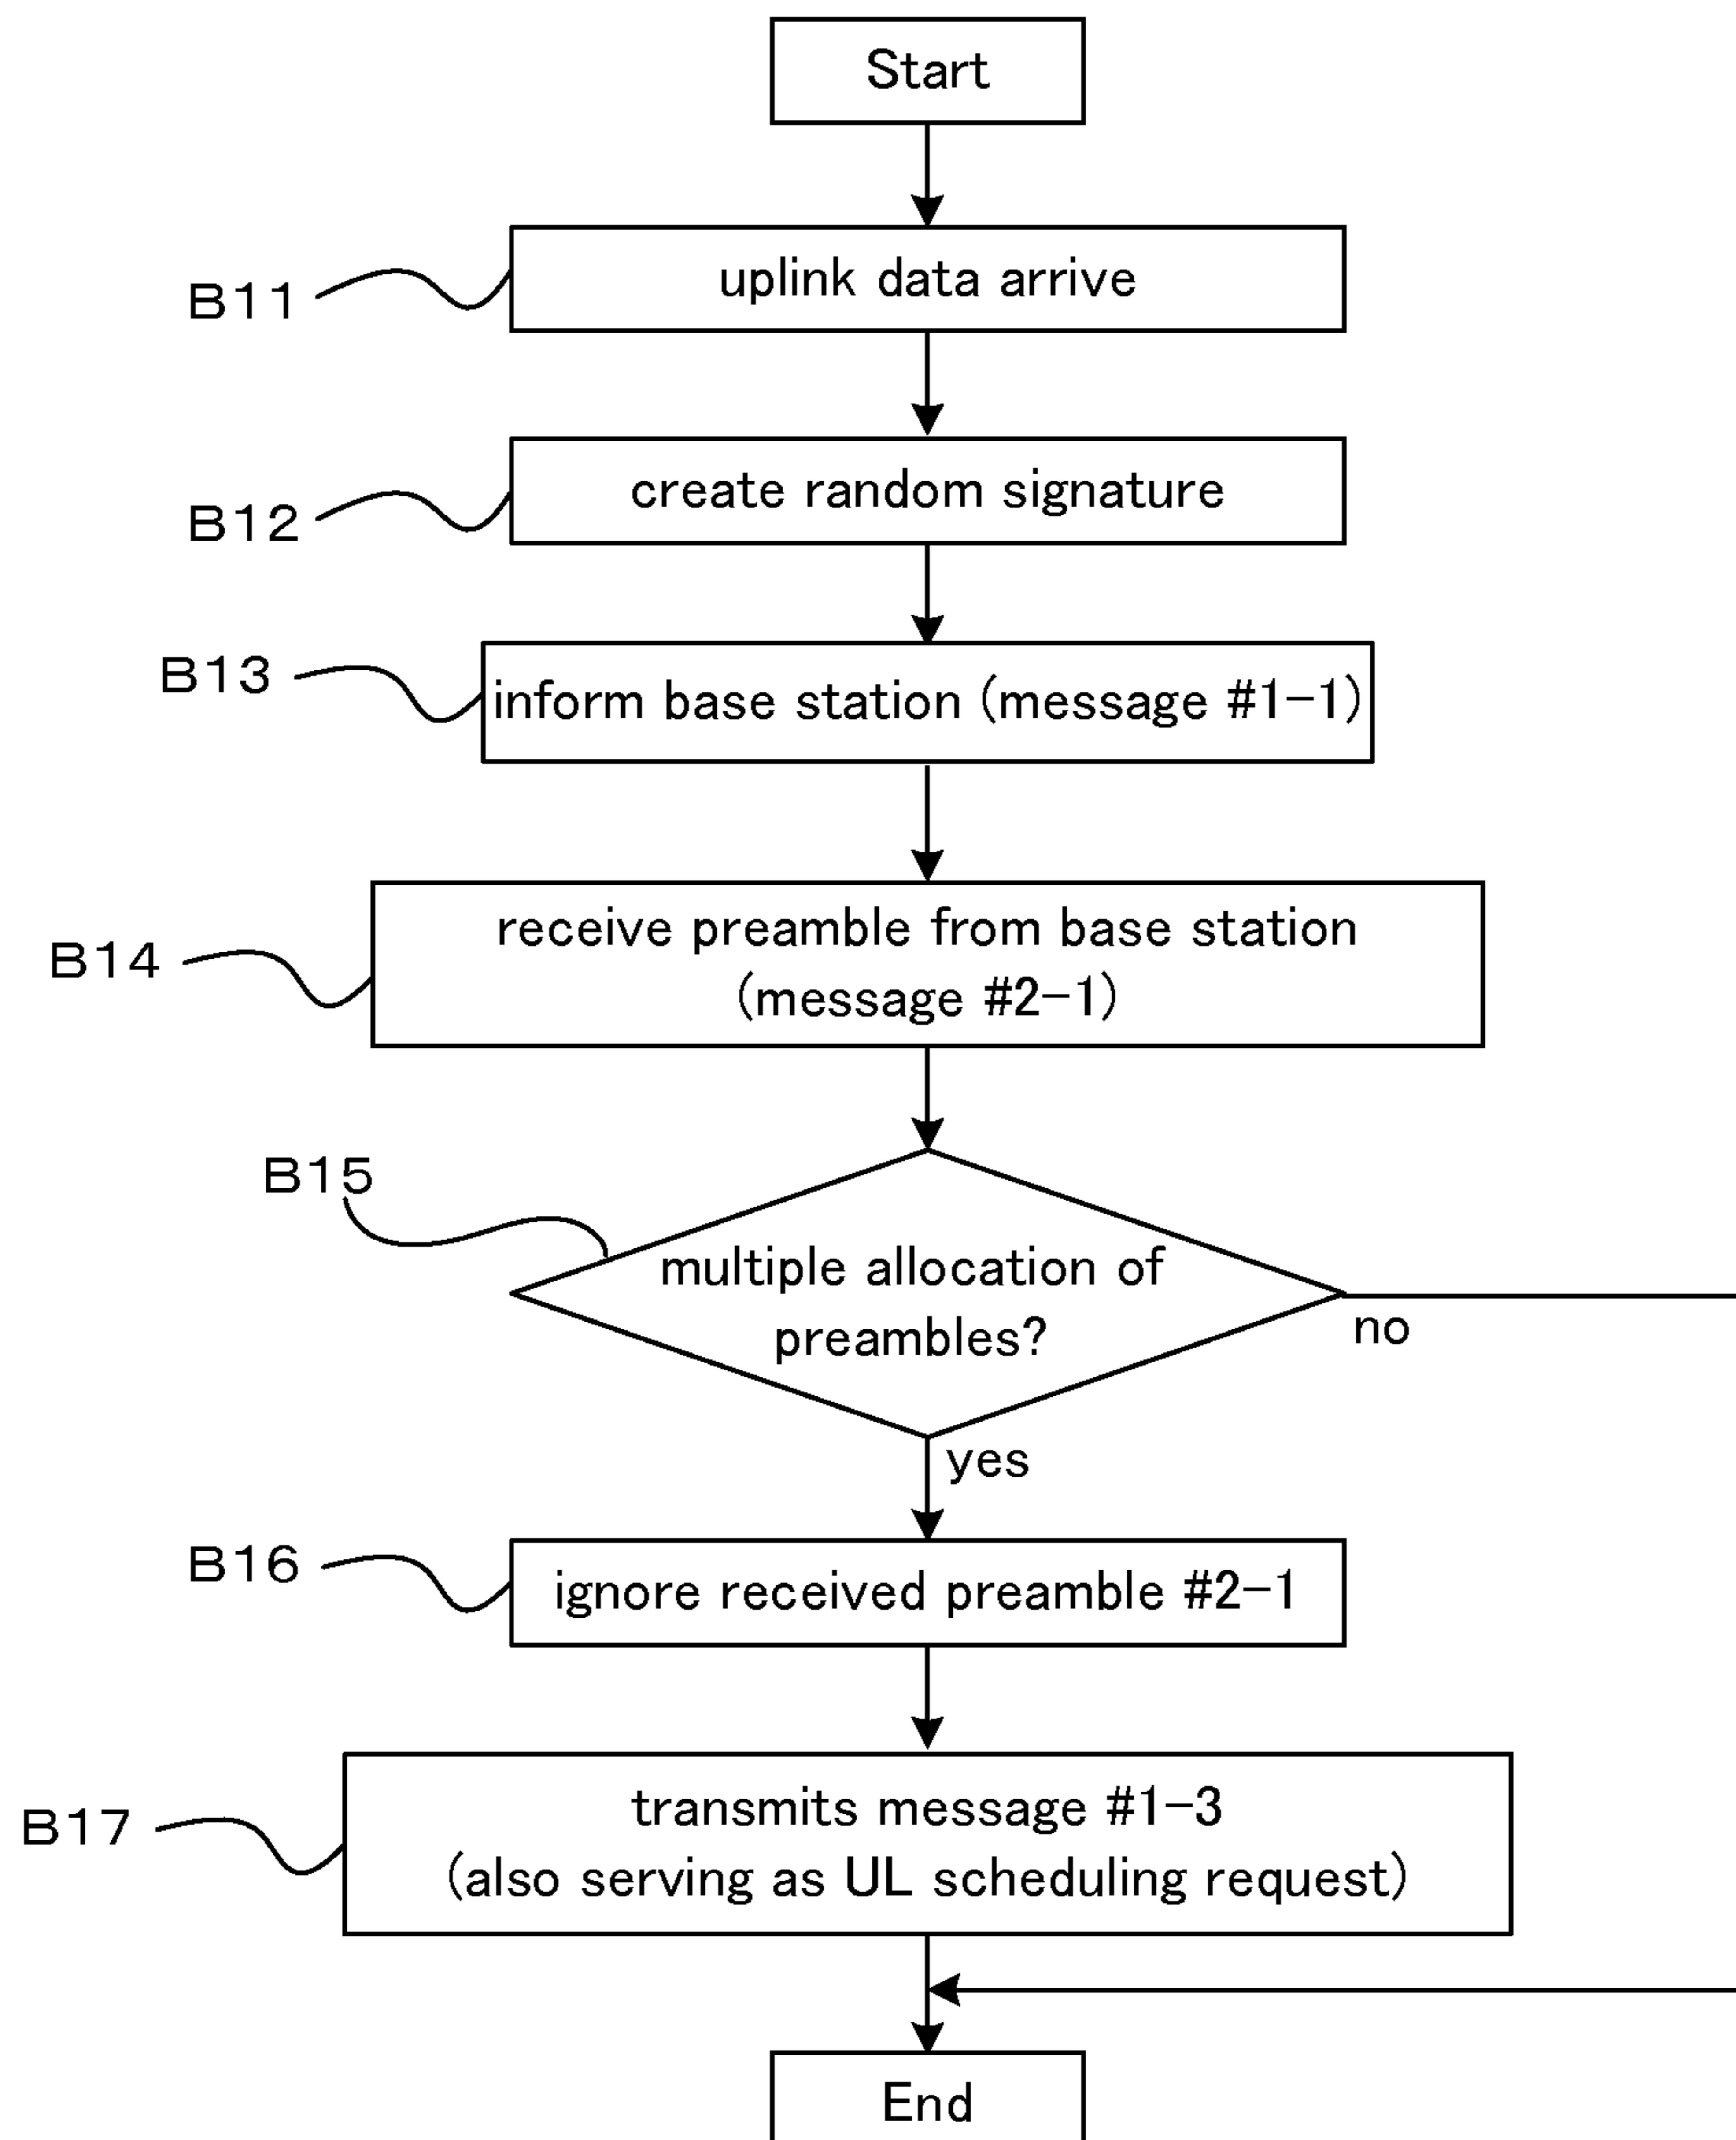 Start
B11
uplink data arrive
B12
create random signature
B13
inform base station (message #1-1)
B14
receive preamble from base station
(message #2-1)
B15
multiple allocation of
preambles?
no
yes
B16
ignore received preamble #2-1
B17
transmits message #1-3
(also serving as UL scheduling request)
End